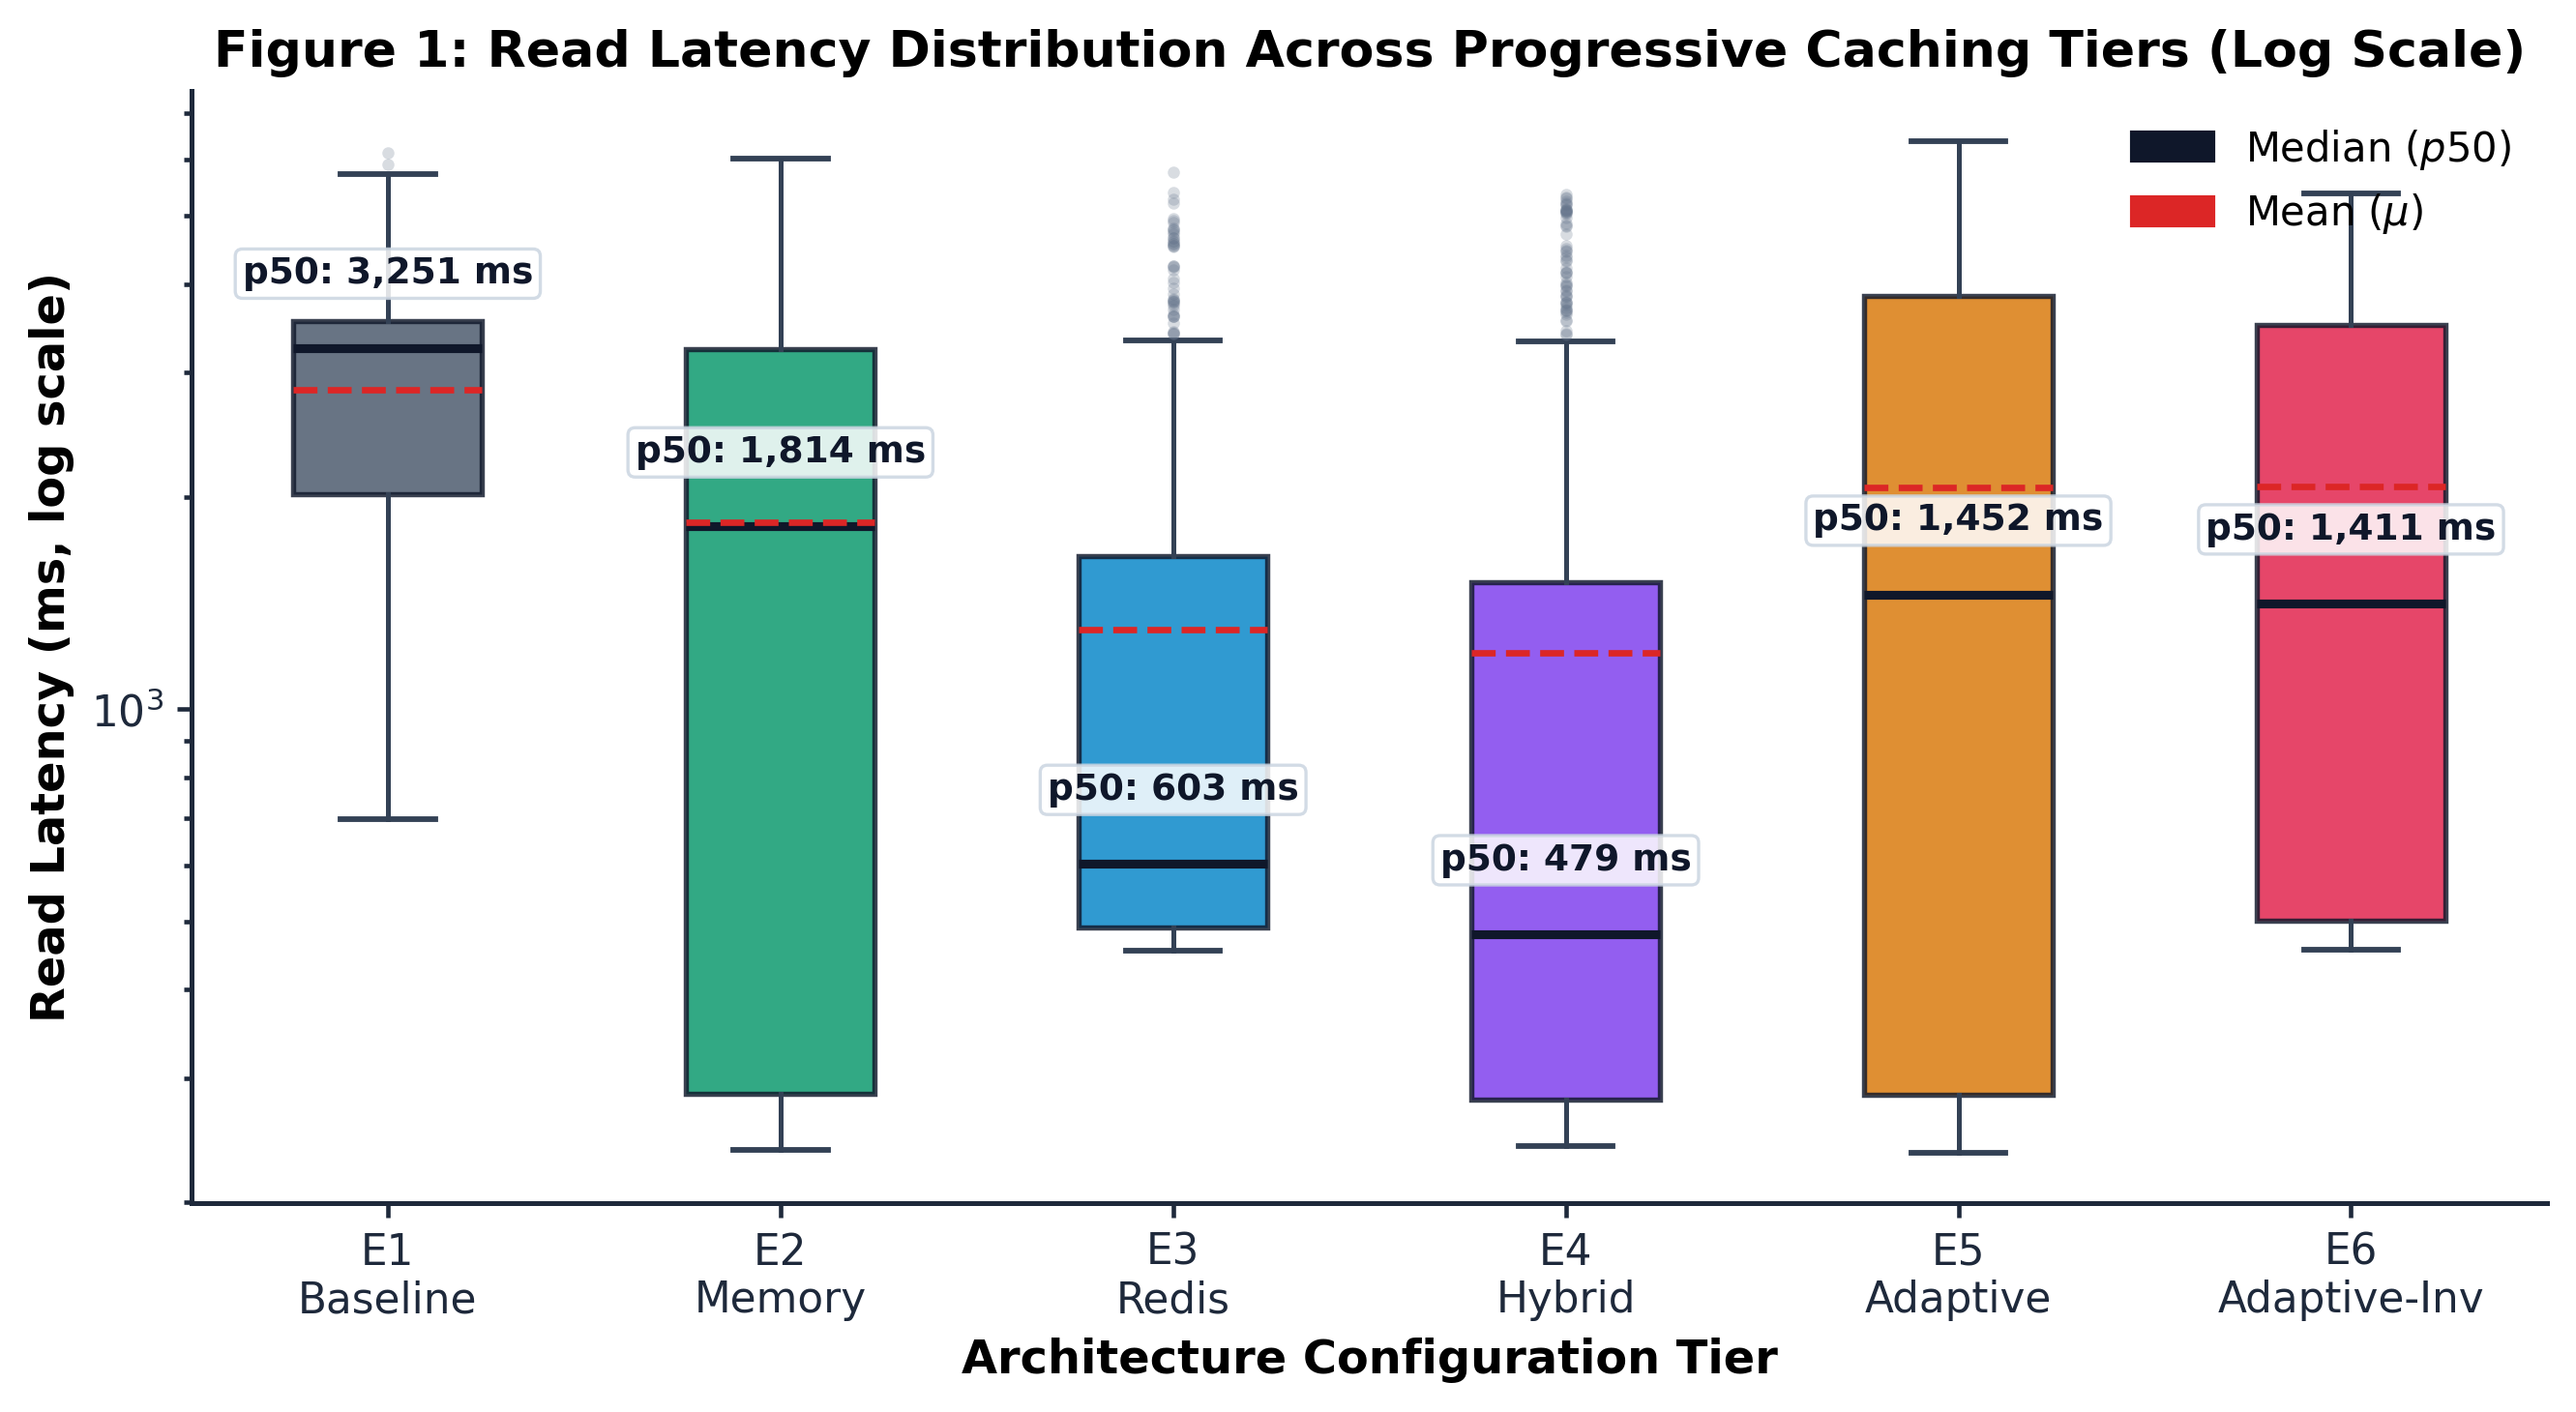 Figure 1: Read Latency Distribution Across Progressive Caching Tiers (Log Scale)
Median (p50)
Mean (μ)
p50: 3,251 ms
p50: 1,814 ms
p50: 603 ms
p50: 479 ms
p50: 1,452 ms
p50: 1,411 ms
Read Latency (ms, log scale)
10³
E1
Baseline
E2
Memory
E3
Redis
E4
Hybrid
E5
Adaptive
E6
Adaptive-Inv
Architecture Configuration Tier